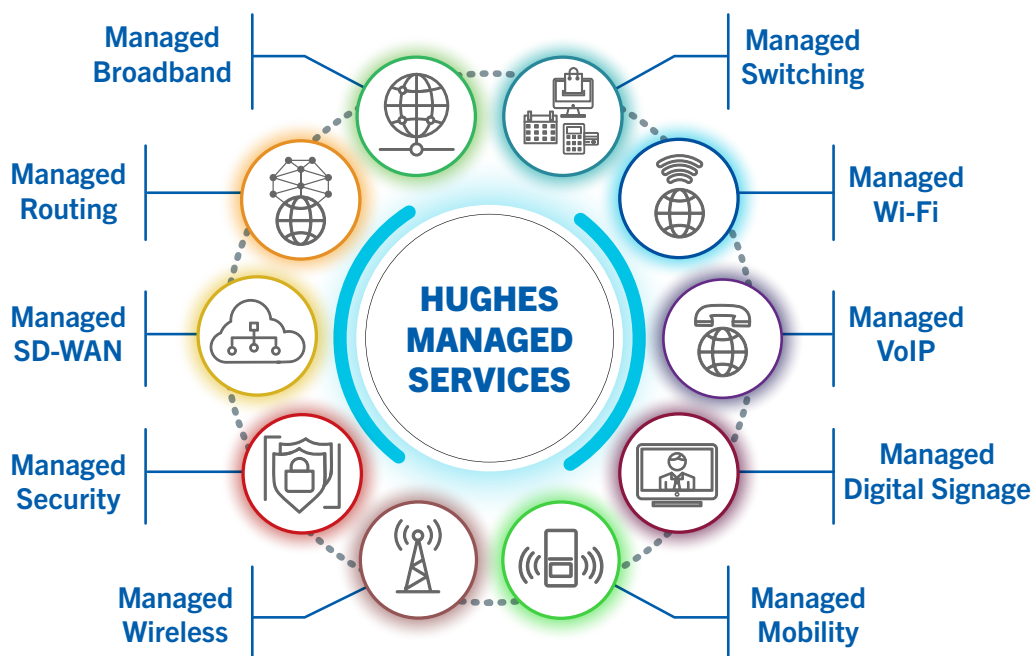 Managed
Broadband
Managed
Switching
Managed
Routing
Managed
Wi-Fi
HUGHES
MANAGED
SERVICES
Managed
SD-WAN
Managed
VoIP
Managed
Security
Managed
Digital Signage
Managed
Wireless
Managed
Mobility